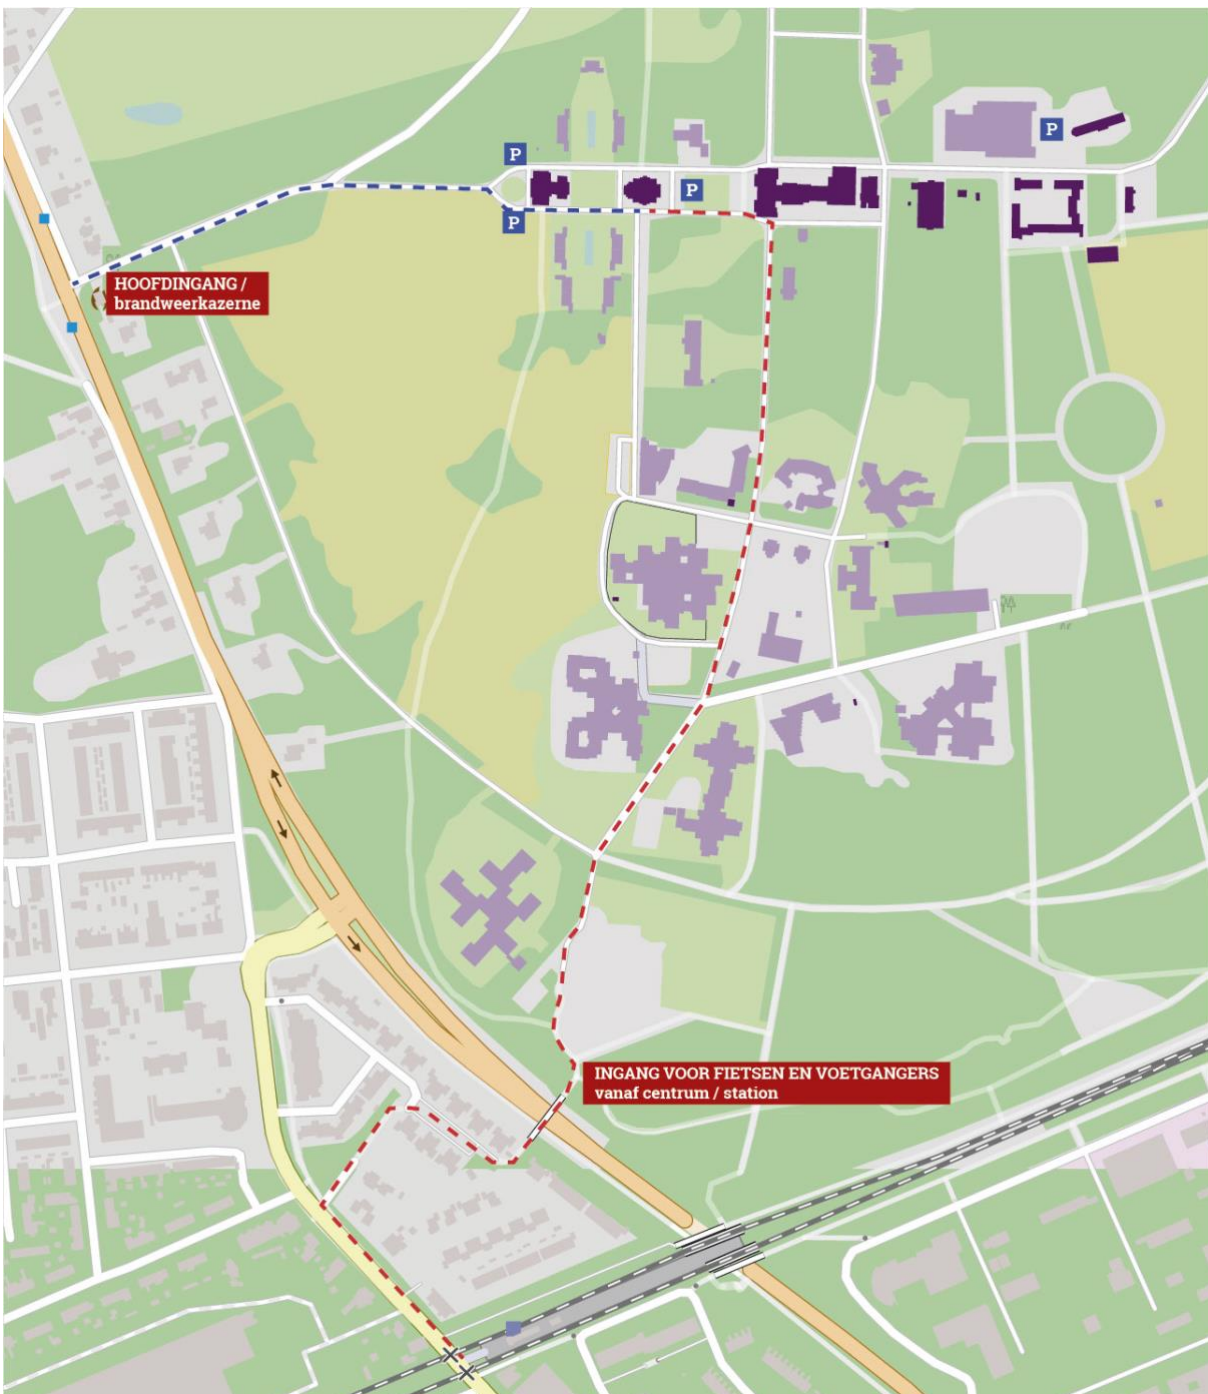 P
P
P
P
HOOFDINGANG /
brandweerkazerne
INGANG VOOR FIETSEN EN VOETGANGERS
vanaf centrum / station